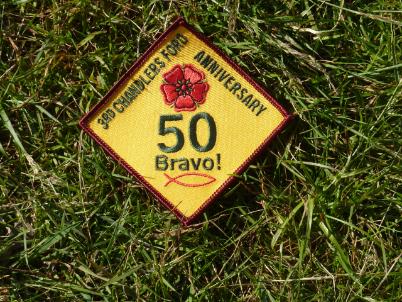 3RD CHANDLERS FORD
ANNIVERSARY
50
Bravo!